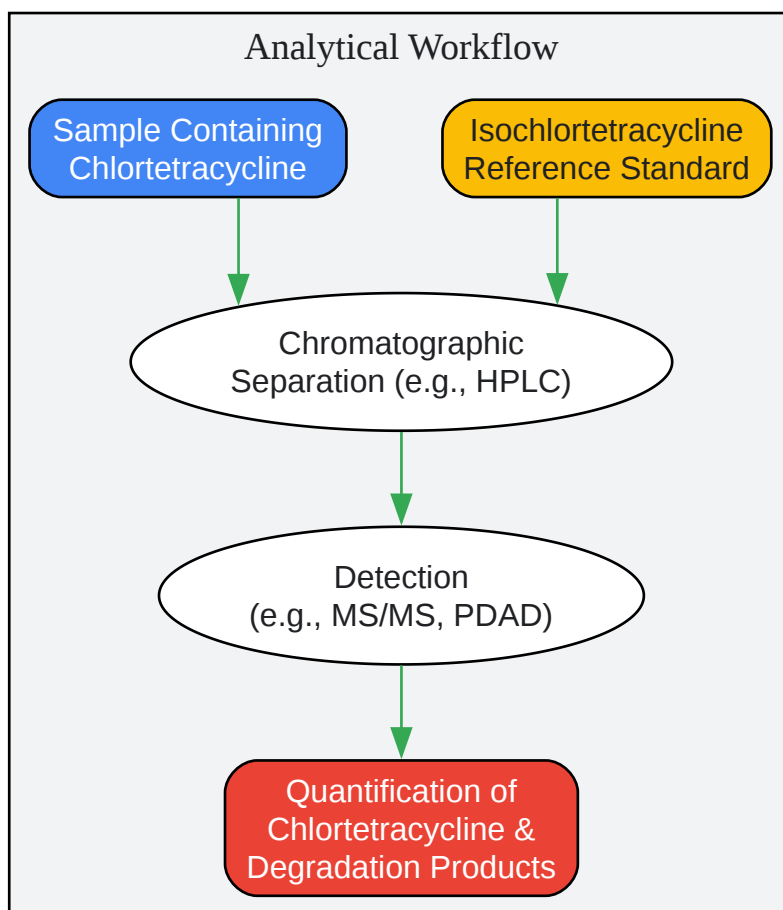 Analytical Workflow
Sample Containing
Chlortetracycline
Isochlortetracycline
Reference Standard
Chromatographic
Separation (e.g., HPLC)
Detection
(e.g., MS/MS, PDAD)
Quantification of
Chlortetracycline &
Degradation Products